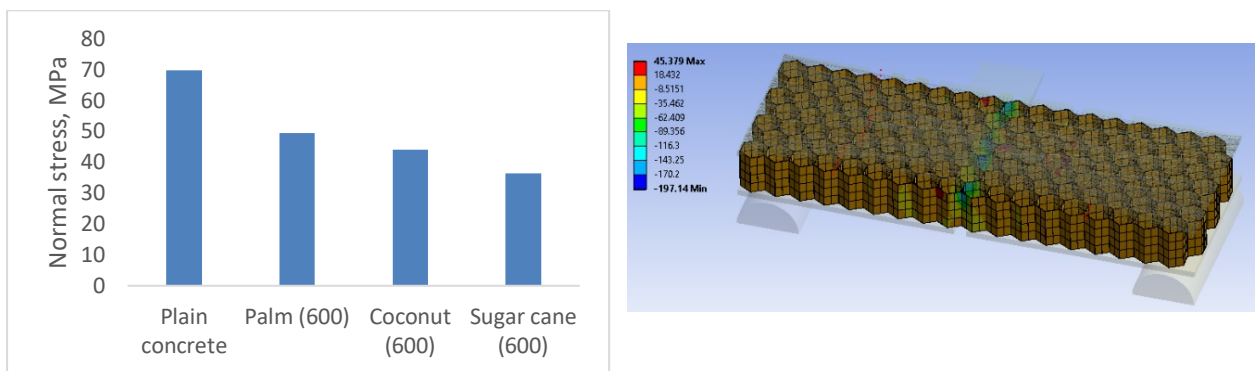 Normal stress, MPa
80
70
60
50
40
30
20
10
0
Plain concrete
Palm (600)
Coconut (600)
Sugar cane (600)
45.379 Max
18.432
-8.5151
-35.462
-62.409
-89.356
-116.3
-143.25
-170.2
-197.14 Min